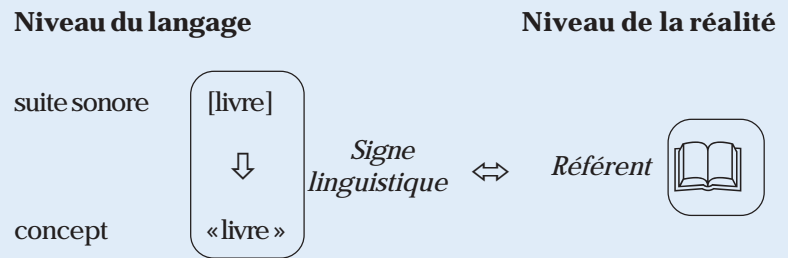 Niveau du langage Niveau de la réalité
suite sonore [livre]
Signe
linguistique ⇔ Référent
⇩
concept «livre»